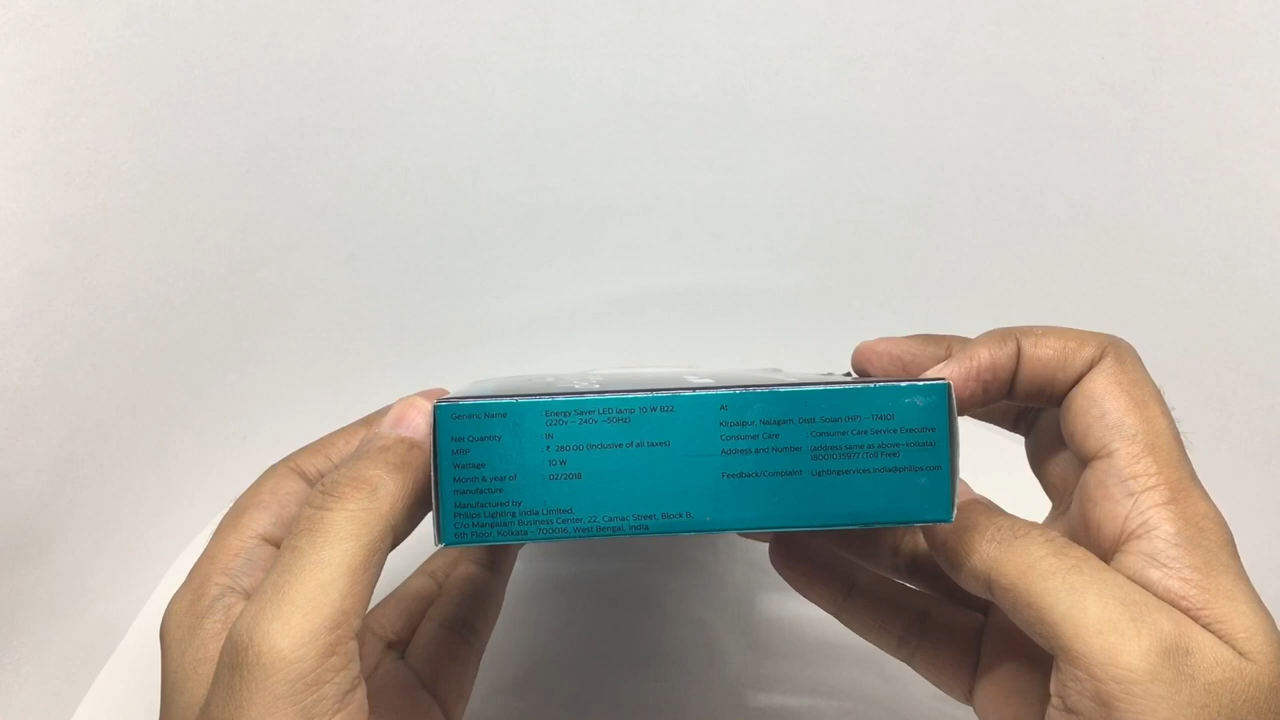 Generic Name : Energy Saver LED lamp 10 W B22
(220v – 240v ~50Hz)
Net Quantity : 1N
MRP : ₹ 280.00 (inclusive of all taxes)
Wattage : 10 W
Month & year of : 02/2018
manufacture
Manufactured by
Philips Lighting India Limited,
C/o Mangalam Business Center, 22, Camac Street, Block B,
6th Floor, Kolkata – 700016, West Bengal, India
At
Kirpalpur, Nalagarh, Distt. Solan (HP) – 174101
Consumer Care : Consumer Care Service Executive
Address and Number : (address same as above–kolkata)
18001035977 (Toll Free)
Feedback/Complaint : Lightingservices.india@philips.com